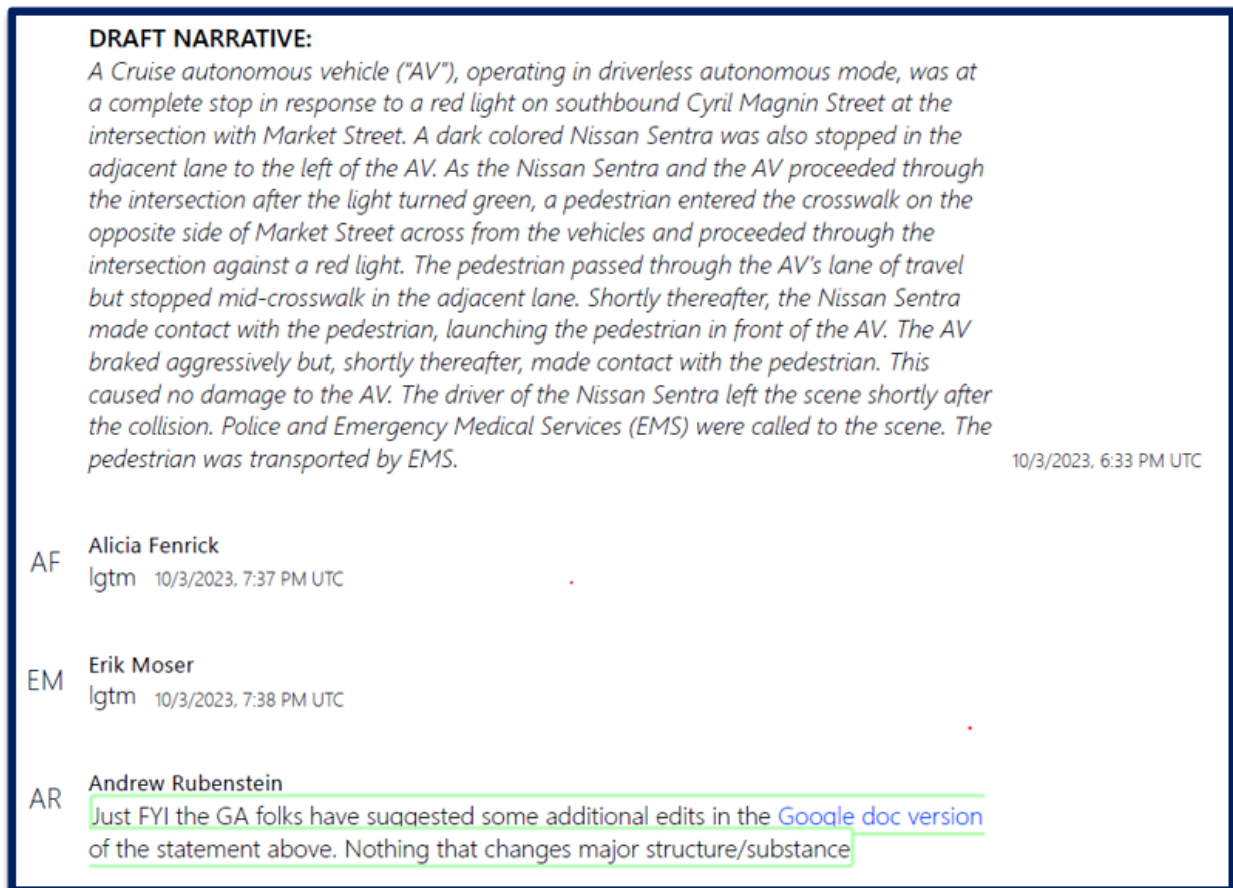 DRAFT NARRATIVE:
A Cruise autonomous vehicle ("AV"), operating in driverless autonomous mode, was at
a complete stop in response to a red light on southbound Cyril Magnin Street at the
intersection with Market Street. A dark colored Nissan Sentra was also stopped in the
adjacent lane to the left of the AV. As the Nissan Sentra and the AV proceeded through
the intersection after the light turned green, a pedestrian entered the crosswalk on the
opposite side of Market Street across from the vehicles and proceeded through the
intersection against a red light. The pedestrian passed through the AV's lane of travel
but stopped mid-crosswalk in the adjacent lane. Shortly thereafter, the Nissan Sentra
made contact with the pedestrian, launching the pedestrian in front of the AV. The AV
braked aggressively but, shortly thereafter, made contact with the pedestrian. This
caused no damage to the AV. The driver of the Nissan Sentra left the scene shortly after
the collision. Police and Emergency Medical Services (EMS) were called to the scene. The
pedestrian was transported by EMS. 10/3/2023, 6:33 PM UTC
AF Alicia Fenrick
lgtm 10/3/2023, 7:37 PM UTC
EM Erik Moser
lgtm 10/3/2023, 7:38 PM UTC
AR Andrew Rubenstein
Just FYI the GA folks have suggested some additional edits in the Google doc version
of the statement above. Nothing that changes major structure/substance